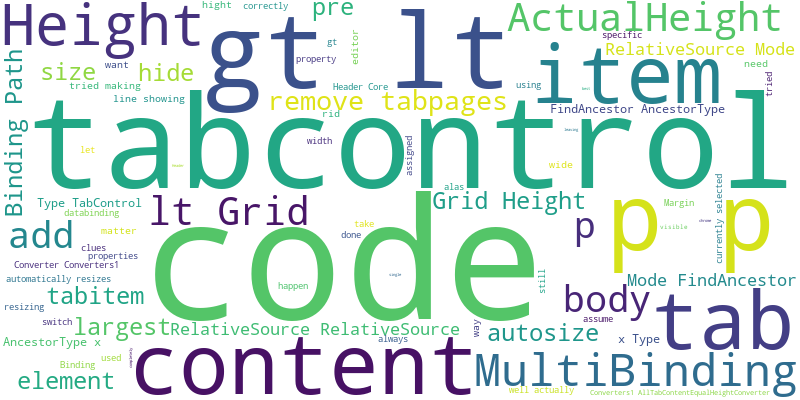 hight correctly pre ActualHeight specific
Height gt lt item
want editor gt property RelativeSource Mode
size hide Header Core using need
tried making remove tabpages tried
line showing rid FindAncestor AncestorType
Binding Path tabcontrol
width assigned
let wide
Type TabControl lt Grid alas Grid Height Margin
databinding code p p p
add matter take visible currently selected
clues done
properties
Converter Converters1
automatically resizes happen still Mode FindAncestor
tabitem body tab
resizing
switch largest RelativeSource RelativeSource way assume
always autosize x Type
AncestorType x
Binding used content MultiBinding
element well actually Converters1 AllTabContentEqualHeightConverter